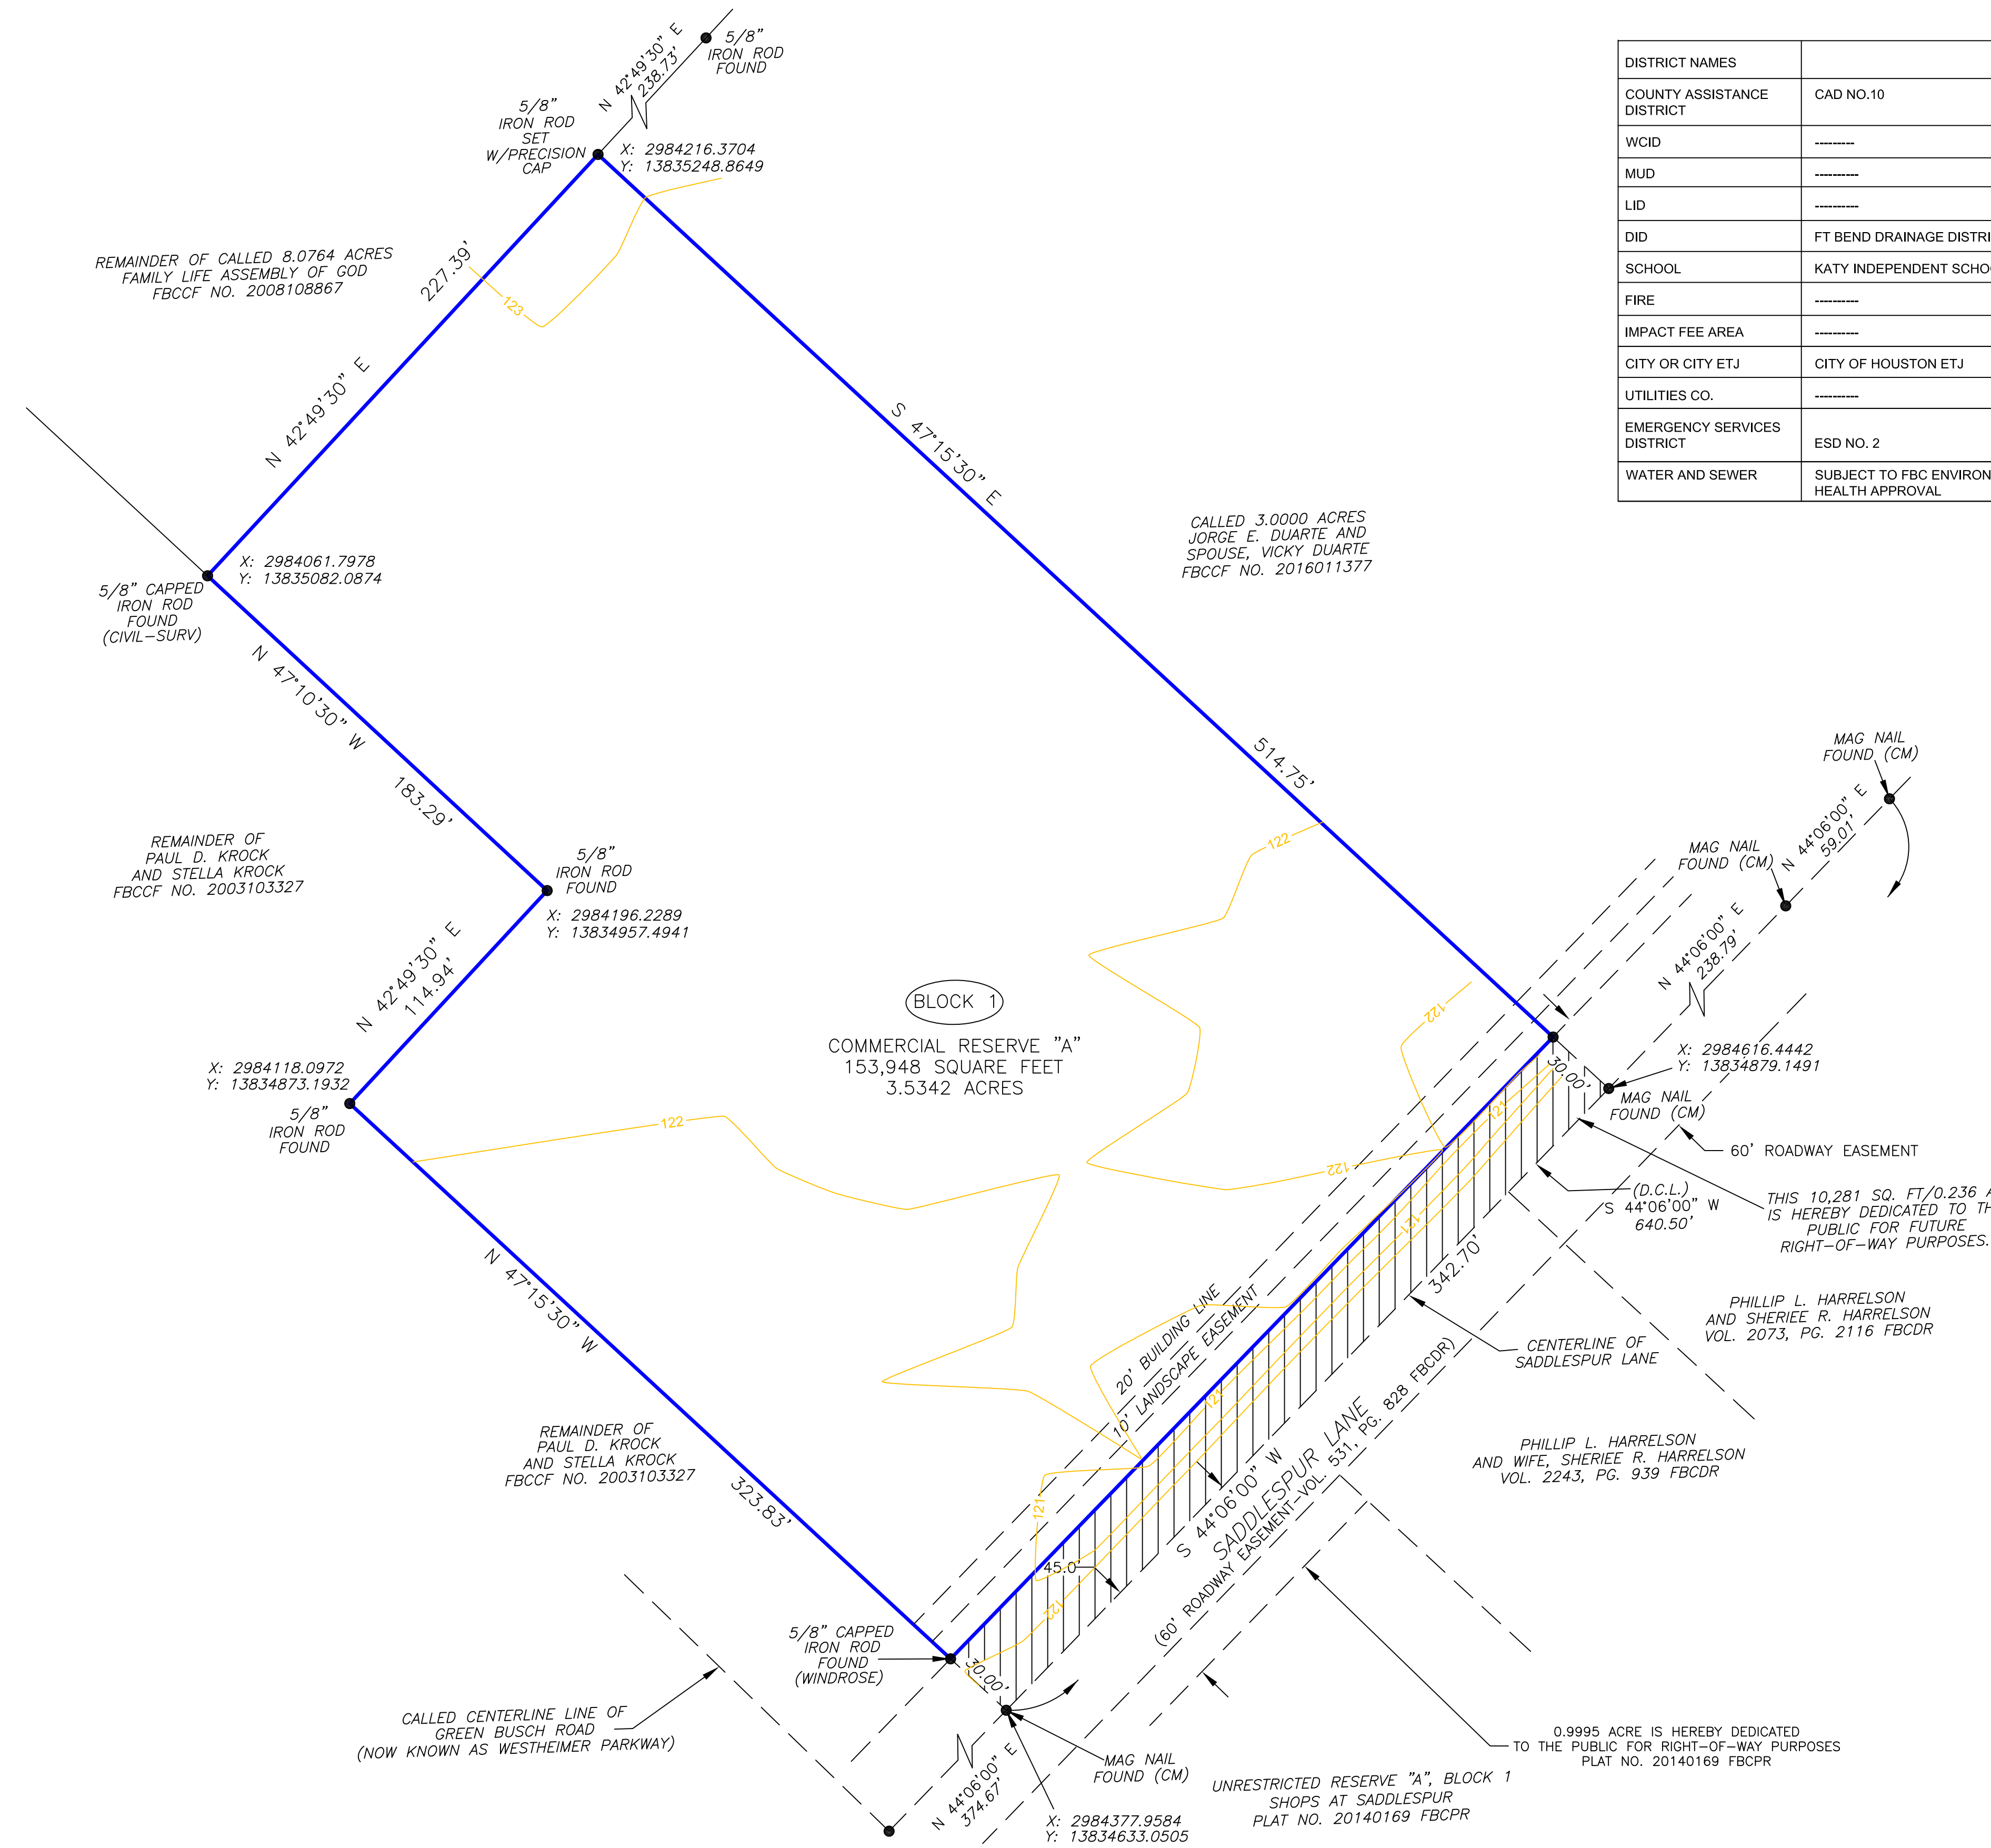 N 42°49'30" E
238.73'
5/8"
IRON ROD
FOUND
5/8"
IRON ROD
SET
W/PRECISION
CAP
X: 2984216.3704
Y: 13835248.8649
REMAINDER OF CALLED 8.0764 ACRES
FAMILY LIFE ASSEMBLY OF GOD
FBCCF NO. 2008108867
227.39'
N 42°49'30" E
123
S 47°15'30" E
514.75'
DISTRICT NAMES
COUNTY ASSISTANCE
DISTRICT
CAD NO.10
WCID
---------
MUD
----------
LID
----------
DID
FT BEND DRAINAGE DISTRI
SCHOOL
KATY INDEPENDENT SCHOO
FIRE
----------
IMPACT FEE AREA
----------
CITY OR CITY ETJ
CITY OF HOUSTON ETJ
UTILITIES CO.
----------
EMERGENCY SERVICES
DISTRICT
ESD NO. 2
WATER AND SEWER
SUBJECT TO FBC ENVIRON
HEALTH APPROVAL
CALLED 3.0000 ACRES
JORGE E. DUARTE AND
SPOUSE, VICKY DUARTE
FBCCF NO. 2016011377
X: 2984061.7978
Y: 13835082.0874
5/8" CAPPED
IRON ROD
FOUND
(CIVIL-SURV)
N 47°10'30" W
183.29'
REMAINDER OF
PAUL D. KROCK
AND STELLA KROCK
FBCCF NO. 2003103327
5/8"
IRON ROD
FOUND
X: 2984196.2289
Y: 13834957.4941
N 42°49'30" E
114.94'
X: 2984118.0972
Y: 13834873.1932
5/8"
IRON ROD
FOUND
BLOCK 1
COMMERCIAL RESERVE "A"
153,948 SQUARE FEET
3.5342 ACRES
122
122
122
122
MAG NAIL
FOUND (CM)
N 44°06'00" E
59.01'
MAG NAIL
FOUND (CM)
N 44°06'00" E
238.79'
X: 2984616.4442
Y: 13834879.1491
30.00'
MAG NAIL
FOUND (CM)
60' ROADWAY EASEMENT
(D.C.L.)
S 44°06'00" W
640.50'
THIS 10,281 SQ. FT/0.236 A
IS HEREBY DEDICATED TO TH
PUBLIC FOR FUTURE
RIGHT-OF-WAY PURPOSES.
121
121
121
121
122
342.70'
PHILLIP L. HARRELSON
AND SHERIEE R. HARRELSON
VOL. 2073, PG. 2116 FBCDR
CENTERLINE OF
SADDLESPUR LANE
20' BUILDING LINE
10' LANDSCAPE EASEMENT
PHILLIP L. HARRELSON
AND WIFE, SHERIEE R. HARRELSON
VOL. 2243, PG. 939 FBCDR
S 44°06'00" W
SADDLESPUR LANE
(60' ROADWAY EASEMENT-VOL. 531, PG. 828 FBCDR)
45.0'
N 47°15'30" W
323.83'
REMAINDER OF
PAUL D. KROCK
AND STELLA KROCK
FBCCF NO. 2003103327
5/8" CAPPED
IRON ROD
FOUND
(WINDROSE)
30.00'
CALLED CENTERLINE LINE OF
GREEN BUSCH ROAD
(NOW KNOWN AS WESTHEIMER PARKWAY)
N 44°06'00" E
374.67'
MAG NAIL
FOUND (CM)
X: 2984377.9584
Y: 13834633.0505
UNRESTRICTED RESERVE "A", BLOCK 1
SHOPS AT SADDLESPUR
PLAT NO. 20140169 FBCPR
0.9995 ACRE IS HEREBY DEDICATED
TO THE PUBLIC FOR RIGHT-OF-WAY PURPOSES
PLAT NO. 20140169 FBCPR